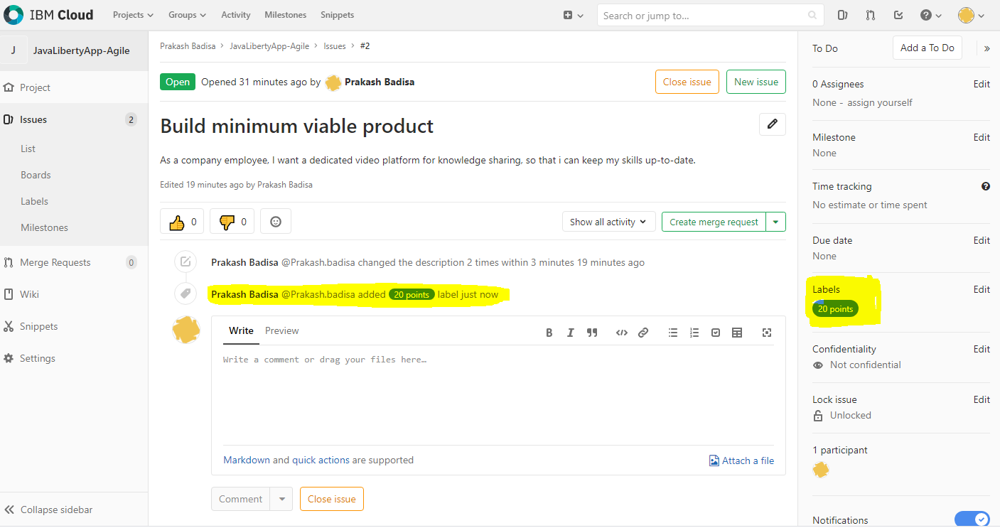 IBM Cloud Projects Groups Activity Milestones Snippets Search or jump to...
J JavaLibertyApp-Agile
Project
Issues 2
List
Boards
Labels
Milestones
Merge Requests 0
Wiki
Snippets
Settings
Collapse sidebar
Prakash Badisa > JavaLibertyApp-Agile > Issues > #2
Open Opened 31 minutes ago by Prakash Badisa Close issue New issue
Build minimum viable product
As a company employee, I want a dedicated video platform for knowledge sharing, so that i can keep my skills up-to-date.
Edited 19 minutes ago by Prakash Badisa
0 0 Show all activity Create merge request
Prakash Badisa @Prakash.badisa changed the description 2 times within 3 minutes 19 minutes ago
Prakash Badisa @Prakash.badisa added 20 points label just now
Write Preview
Write a comment or drag your files here...
Markdown and quick actions are supported Attach a file
Comment Close issue
To Do Add a To Do »
0 Assignees Edit
None - assign yourself
Milestone Edit
None
Time tracking
No estimate or time spent
Due date Edit
None
Labels Edit
20 points
Confidentiality Edit
Not confidential
Lock issue Edit
Unlocked
1 participant
Notifications